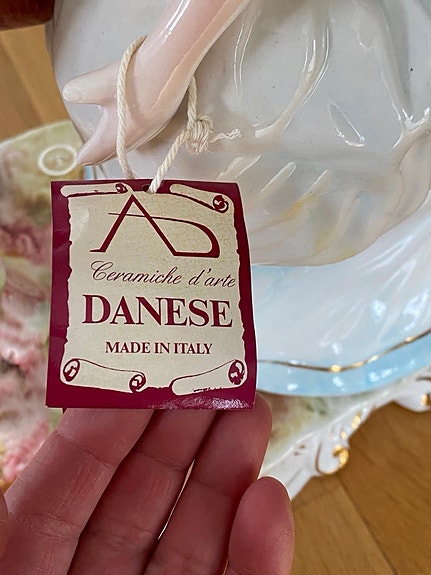 AD
Ceramiche d'arte
DANESE
MADE IN ITALY